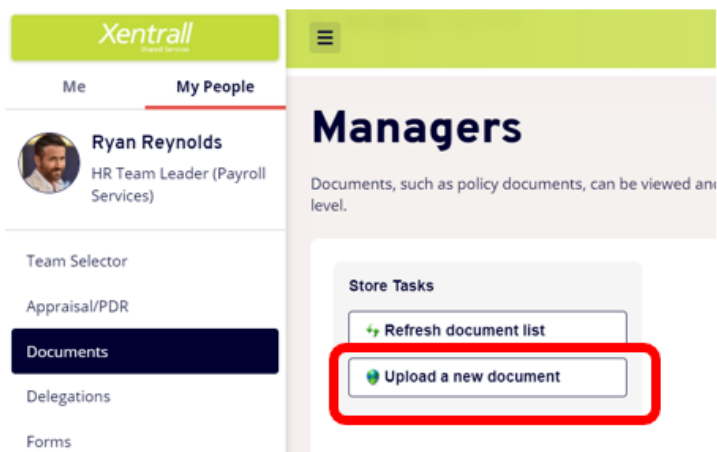 Xentrall
Shared Services
Me
My People
Ryan Reynolds
HR Team Leader (Payroll
Services)
Team Selector
Appraisal/PDR
Documents
Delegations
Forms
Managers
Documents, such as policy documents, can be viewed and
level.
Store Tasks
Refresh document list
Upload a new document